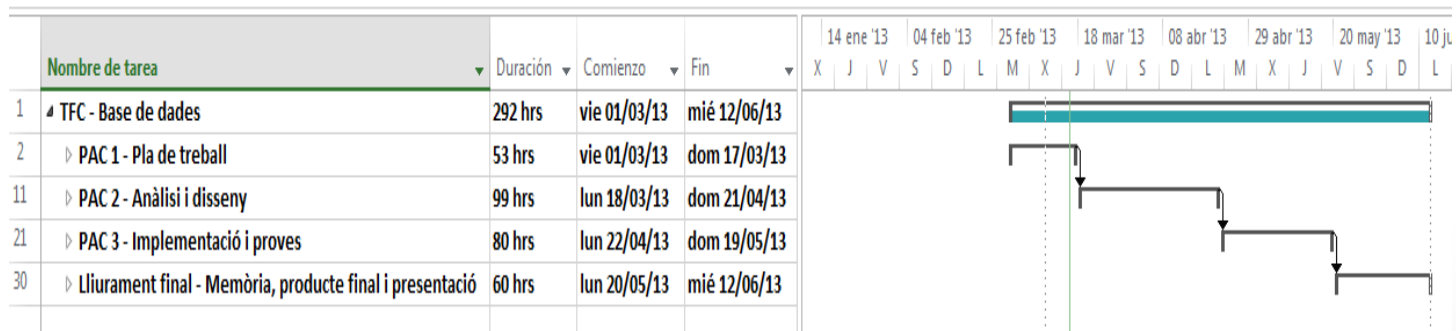 14 ene '13 04 feb '13 25 feb '13 18 mar '13 08 abr '13 29 abr '13 20 may '13 10 ju
Nombre de tarea Duración Comienzo Fin X J V S D L M X J V S D L M X J V S D L
1 TFC - Base de dades 292 hrs vie 01/03/13 mié 12/06/13
2 PAC 1 - Pla de treball 53 hrs vie 01/03/13 dom 17/03/13
11 PAC 2 - Anàlisi i disseny 99 hrs lun 18/03/13 dom 21/04/13
21 PAC 3 - Implementació i proves 80 hrs lun 22/04/13 dom 19/05/13
30 Lliurament final - Memòria, producte final i presentació 60 hrs lun 20/05/13 mié 12/06/13